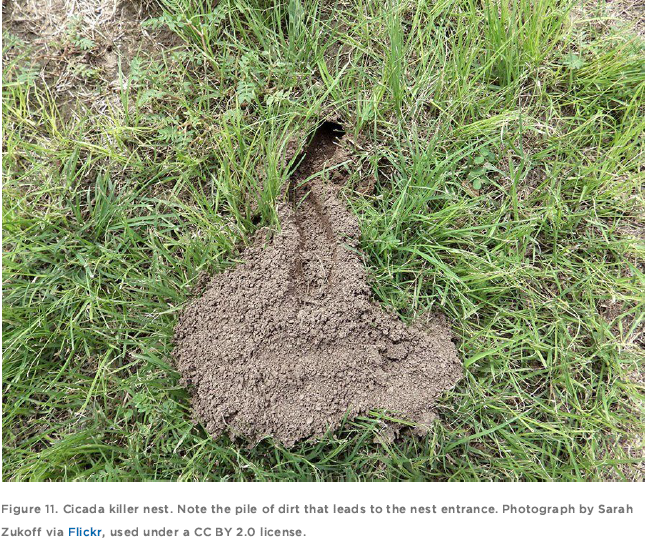 Figure 11. Cicada killer nest. Note the pile of dirt that leads to the nest entrance. Photograph by Sarah
Zukoff via Flickr, used under a CC BY 2.0 license.